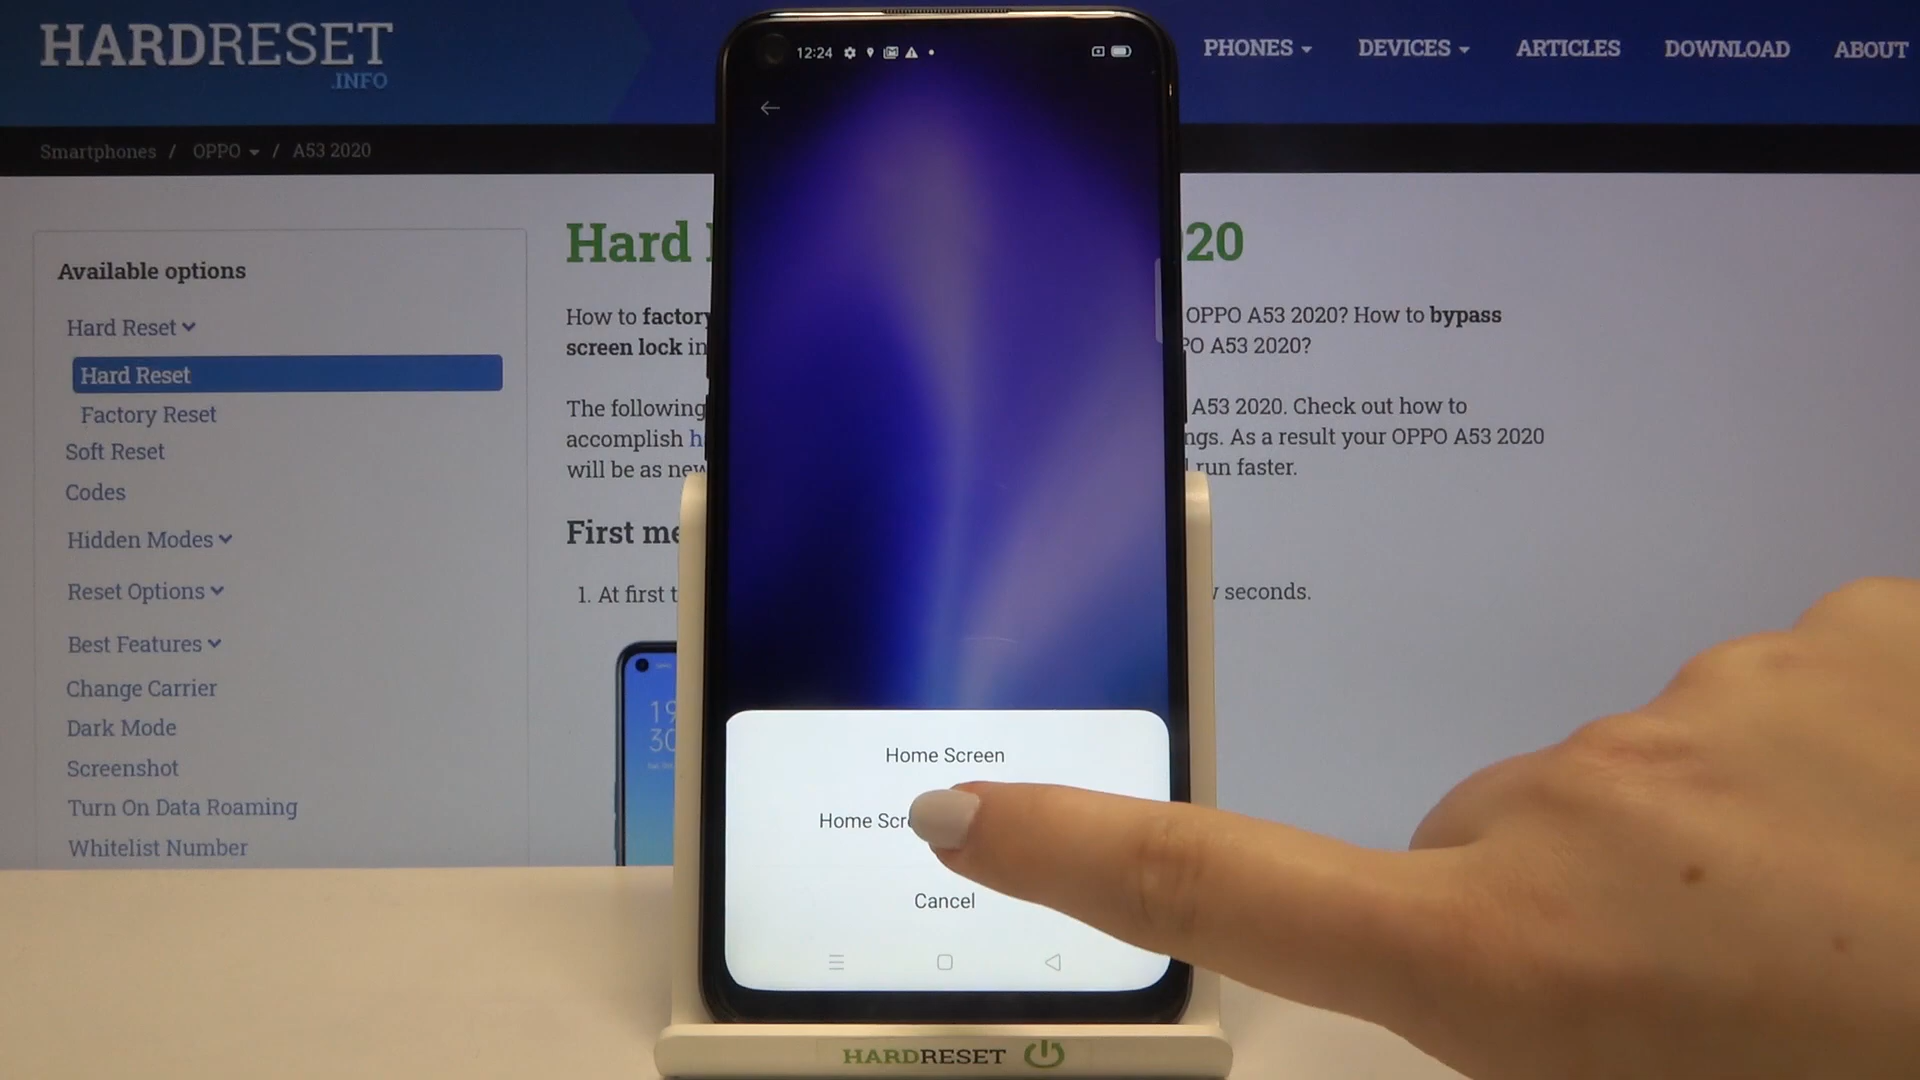 HARDRESET
.INFO
PHONES
DEVICES
ARTICLES
DOWNLOAD
ABOUT
Smartphones / OPPO / A53 2020
12:24
Available options
Hard Reset
Hard Reset
Factory Reset
Soft Reset
Codes
Hidden Modes
Reset Options
Best Features
Change Carrier
Dark Mode
Screenshot
Turn On Data Roaming
Whitelist Number
Hard 20
How to factory OPPO A53 2020? How to bypass
screen lock in A53 2020?
The following A53 2020. Check out how to
accomplish As a result your OPPO A53 2020
will be as new run faster.
First
1. At first seconds.
19
30
Home Screen
Home
Cancel
HARDRESET